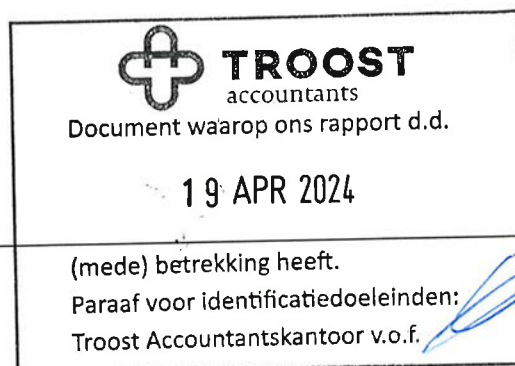 TROOST
accountants
Document waarop ons rapport d.d.
19 APR 2024
(mede) betrekking heeft.
Paraaf voor identificatiedoeleinden:
Troost Accountantskantoor v.o.f.